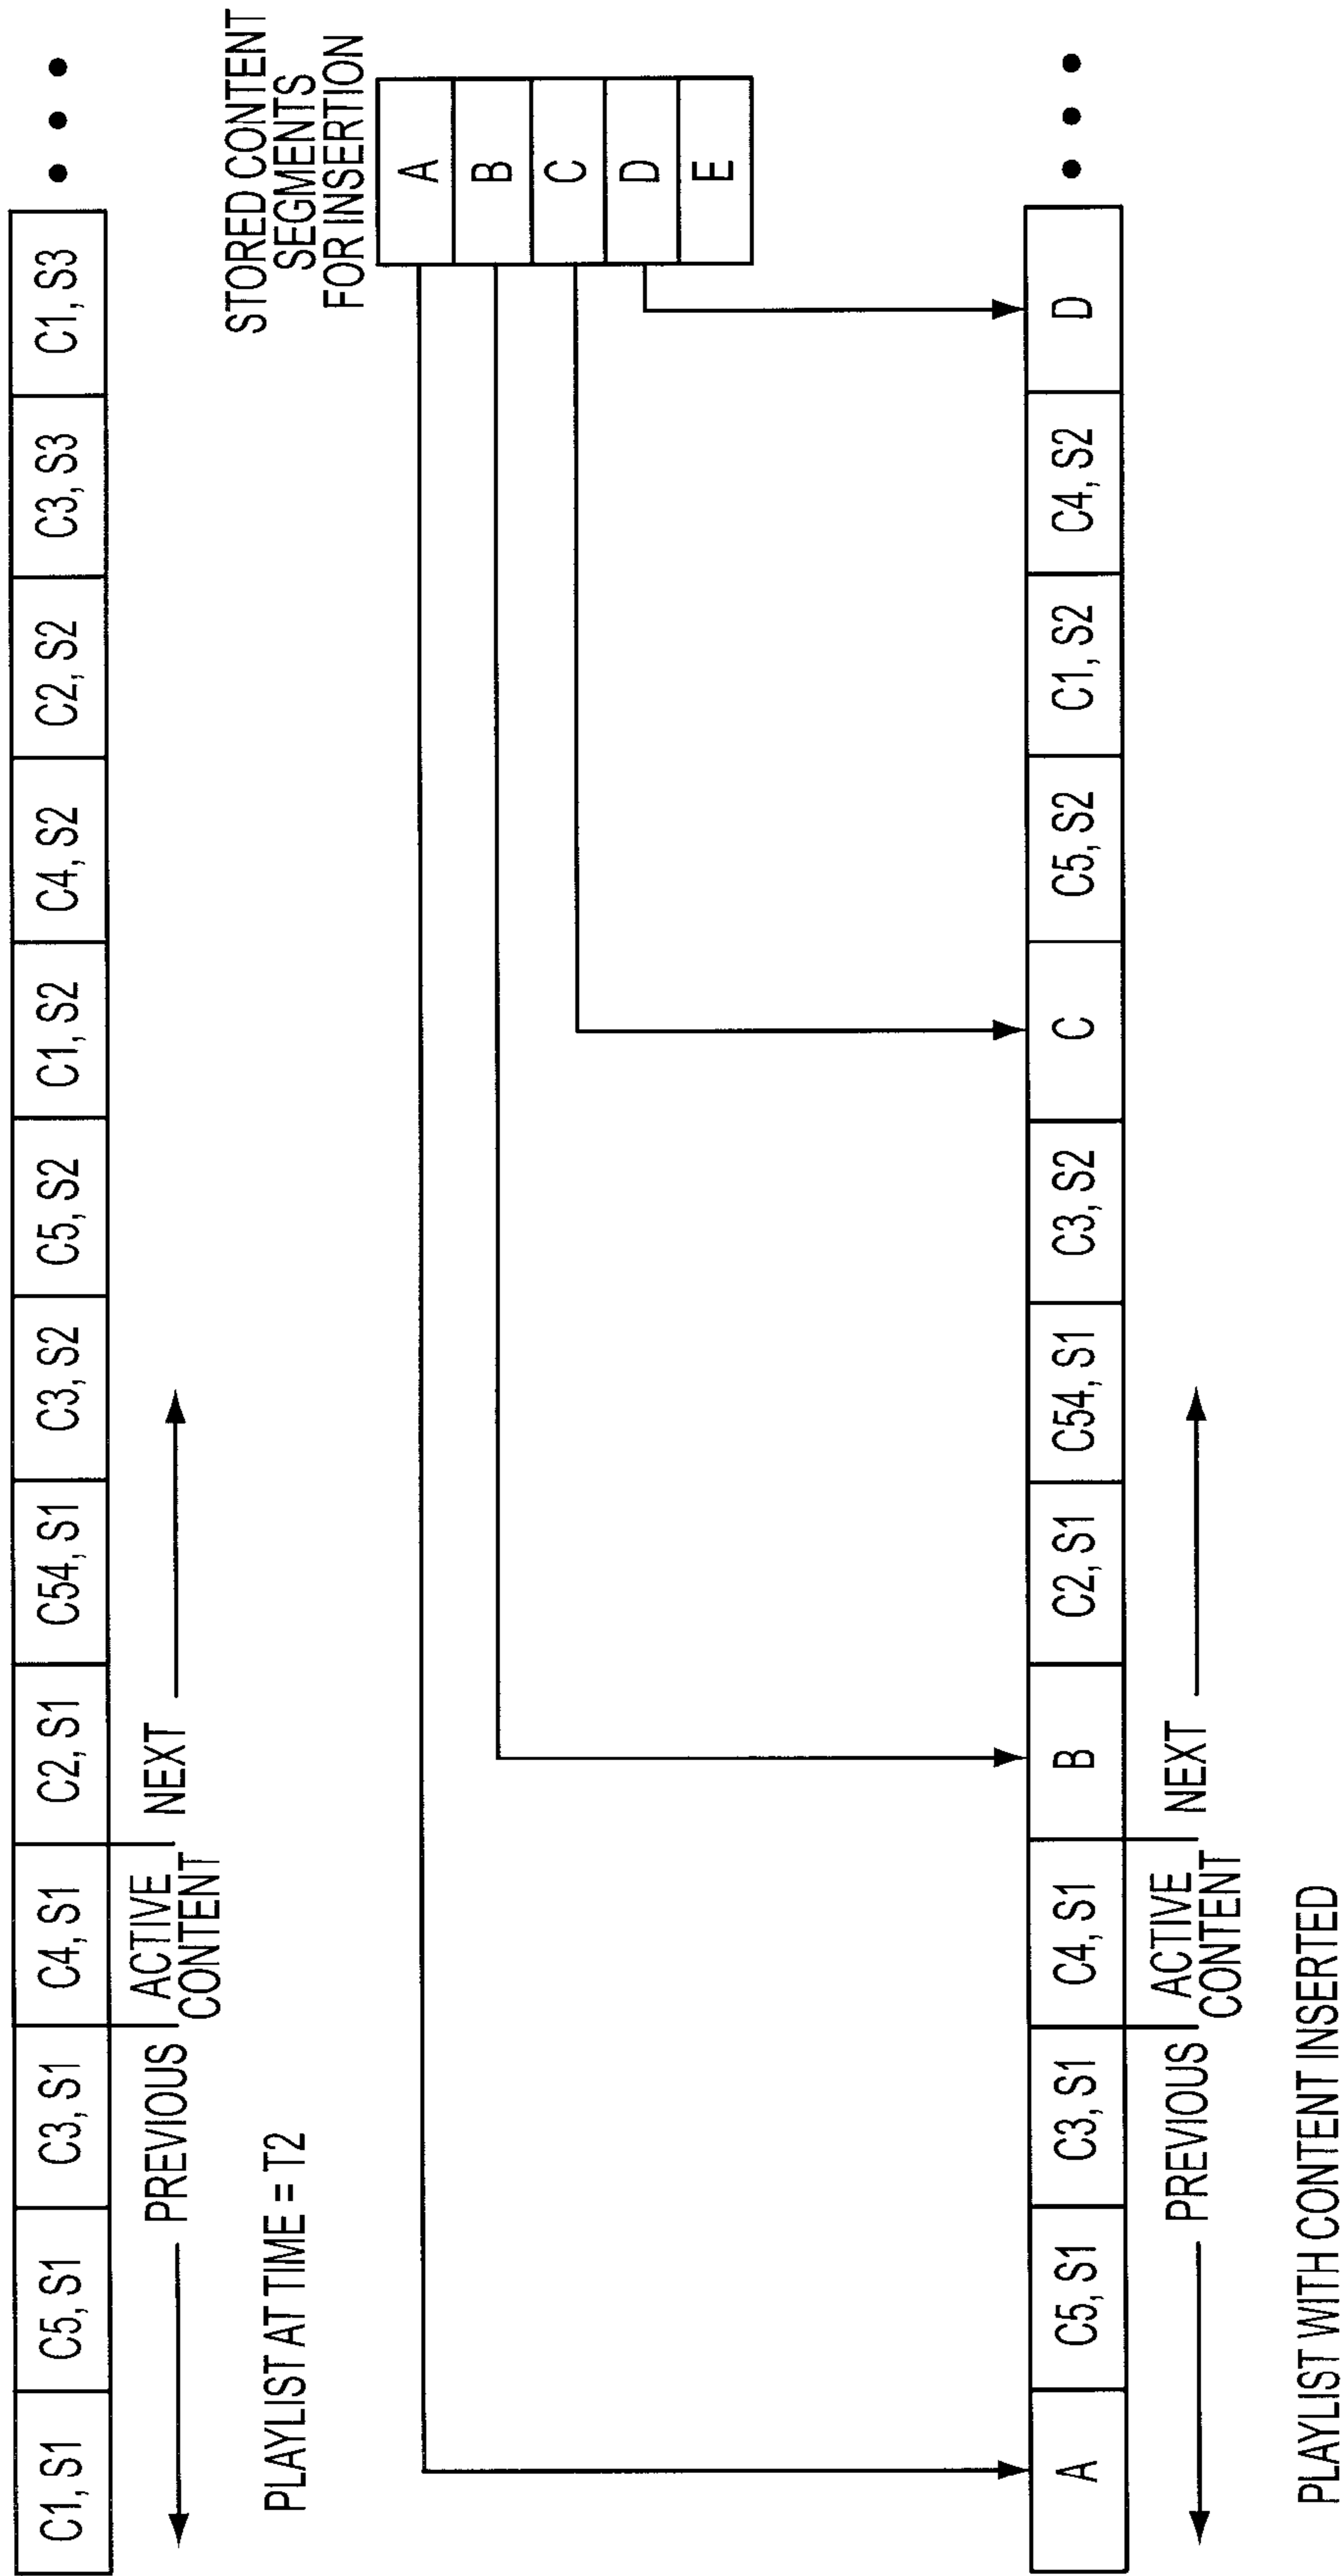 C1, S1
C5, S1
C3, S1
C4, S1
C2, S1
C54, S1
C3, S2
C5, S2
C1, S2
C4, S2
C2, S2
C3, S3
C1, S3
PREVIOUS
ACTIVE
CONTENT
NEXT
PLAYLIST AT TIME = T2
STORED CONTENT
SEGMENTS
FOR INSERTION
A
B
C
D
E
A
C5, S1
C3, S1
C4, S1
B
C2, S1
C54, S1
C3, S2
C
C5, S2
C1, S2
C4, S2
D
PREVIOUS
ACTIVE
CONTENT
NEXT
PLAYLIST WITH CONTENT INSERTED